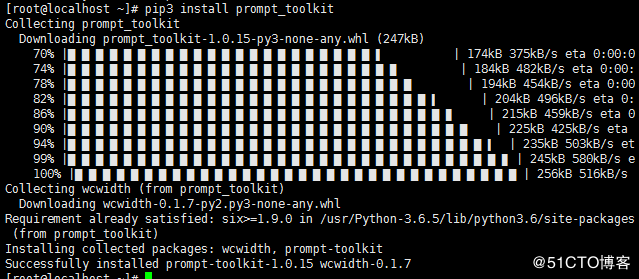 [root@localhost ~]# pip3 install prompt_toolkit
Collecting prompt_toolkit
Downloading prompt_toolkit-1.0.15-py3-none-any.whl (247kB)
70% | | 174kB 375kB/s eta 0:00:0
74% | | 184kB 482kB/s eta 0:00:
78% | | 194kB 454kB/s eta 0:00
82% | | 204kB 496kB/s eta 0:
86% | | 215kB 459kB/s eta 0
90% | | 225kB 425kB/s eta
94% | | 235kB 503kB/s et
99% | | 245kB 580kB/s e
100% | | 256kB 516kB/s
Collecting wcwidth (from prompt_toolkit)
Downloading wcwidth-0.1.7-py2.py3-none-any.whl
Requirement already satisfied: six>=1.9.0 in /usr/Python-3.6.5/lib/python3.6/site-packages
(from prompt_toolkit)
Installing collected packages: wcwidth, prompt-toolkit
Successfully installed prompt-toolkit-1.0.15 wcwidth-0.1.7
[root@localhost ~]#
@51CTO博客